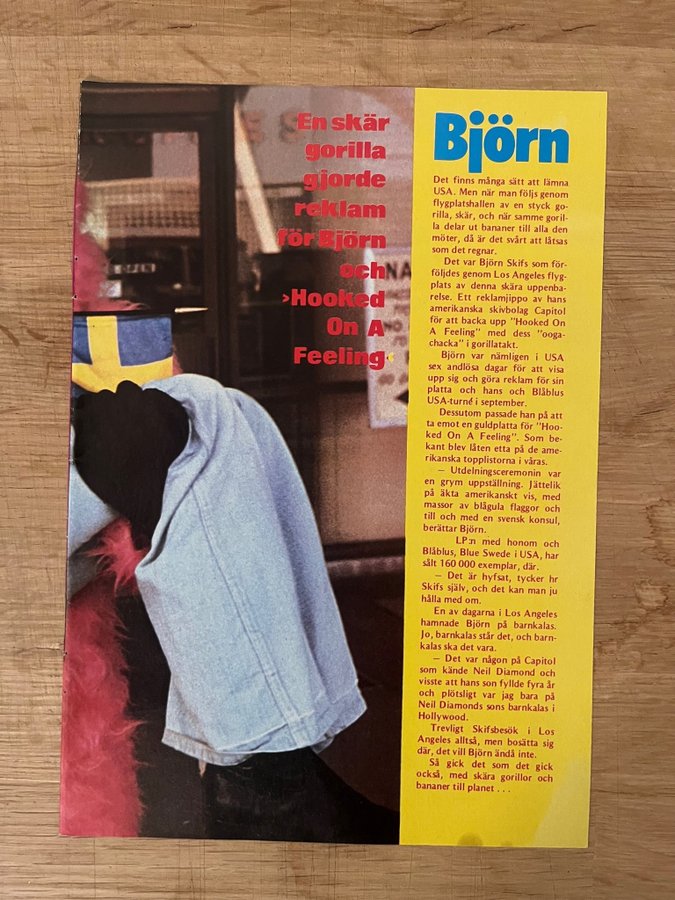 En skär
gorilla
gjorde
reklam
för Björn
och
›Hooked
On A
Feeling‹
OPEN
NA
Björn
Det finns många sätt att lämna
USA. Men när man följs genom
flygplatshallen av en styck go-
rilla, skär, och när samme goril-
la delar ut bananer till alla den
möter, då är det svårt att låtsas
som det regnar.
Det var Björn Skifs som för-
följdes genom Los Angeles flyg-
plats av denna skära uppenba-
relse. Ett reklamjippo av hans
amerikanska skivbolag Capitol
för att backa upp "Hooked On
A Feeling" med dess "ooga-
chacka" i gorillatakt.
Björn var nämligen i USA
sex andlösa dagar för att visa
upp sig och göra reklam för sin
platta och hans och Blåblus
USA-turné i september.
Dessutom passade han på att
ta emot en guldplatta för "Hoo-
ked On A Feeling". Som be-
kant blev låten etta på de ame-
rikanska topplistorna i våras.
— Utdelningsceremonin var
en grym uppställning. Jättelik
på äkta amerikanskt vis, med
massor av blågula flaggor och
till och med en svensk konsul,
berättar Björn.
LP:n med honom och
Blåblus, Blue Swede i USA, har
sålt 160 000 exemplar, där.
— Det är hyfsat, tycker hr
Skifs själv, och det kan man ju
hålla med om.
En av dagarna i Los Angeles
hamnade Björn på barnkalas.
Jo, barnkalas står det, och barn-
kalas ska det vara.
— Det var någon på Capitol
som kände Neil Diamond och
visste att hans son fyllde fyra år
och plötsligt var jag bara på
Neil Diamonds sons barnkalas i
Hollywood.
Trevligt Skifsbesök i Los
Angeles alltså, men bosätta sig
där, det vill Björn ändå inte.
Så gick det som det gick
också, med skära gorillor och
bananer till planet . . .